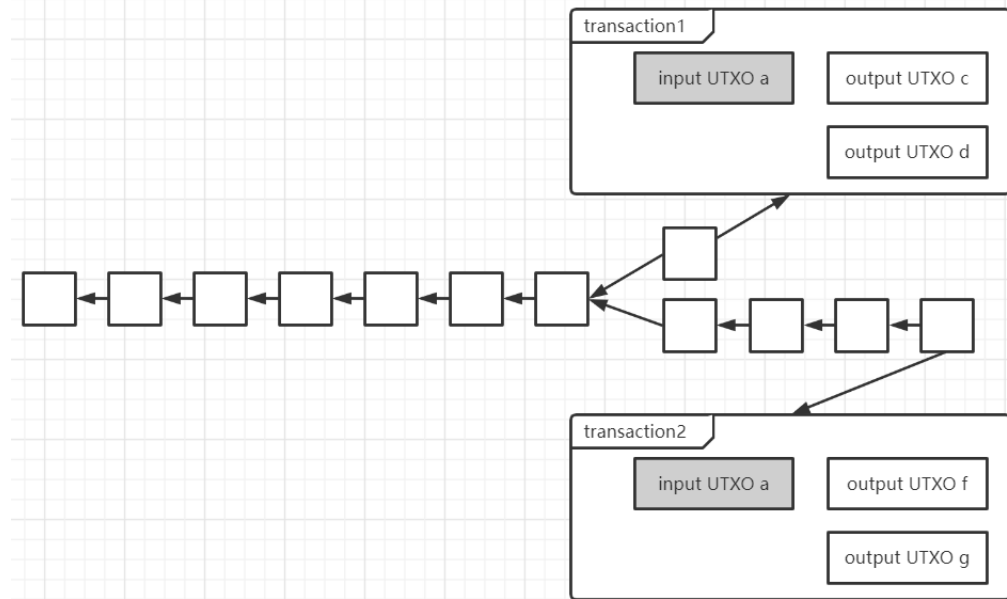 transaction1
input UTXO a
output UTXO c
output UTXO d
transaction2
input UTXO a
output UTXO f
output UTXO g